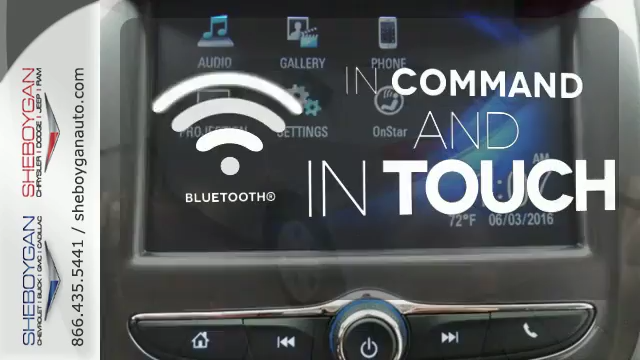 SHEBOYGAN
CHRYSLER | DODGE | JEEP | RAM
SHEBOYGAN
CHEVROLET | BUICK | GMC | CADILLAC
866.435.5441 / sheboyganauto.com
AUDIO
GALLERY
PHONE
SETTINGS
OnStar
BLUETOOTH®
IN COMMAND
AND
IN TOUCH
AM
72°F 06/03/2016